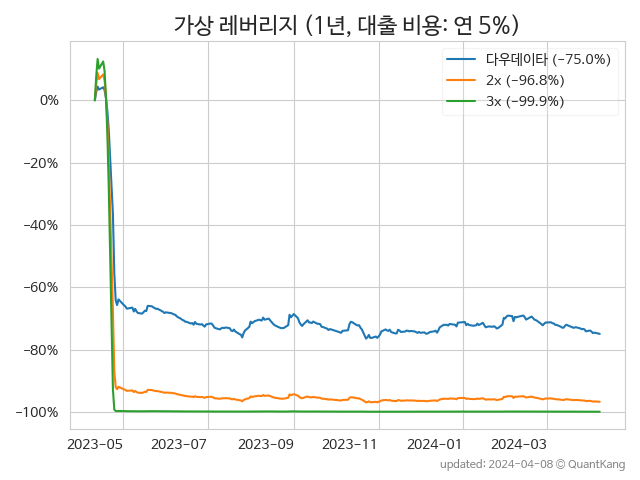 가상 레버리지 (1년, 대출 비용: 연 5%)
다우데이타 (−75.0%)
2x (−96.8%)
3x (−99.9%)
0%
−20%
−40%
−60%
−80%
−100%
2023-05 2023-07 2023-09 2023-11 2024-01 2024-03
updated: 2024-04-08 @ QuantKang